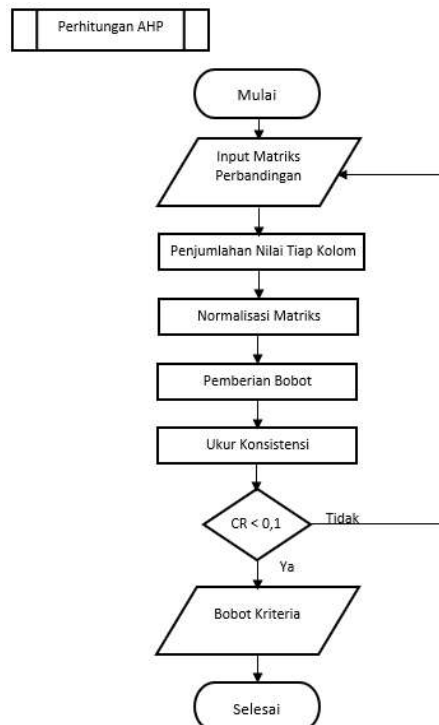 Perhitungan AHP
Mulai
Input Matriks
Perbandingan
Penjumlahan Nilai Tiap Kolom
Normalisasi Matriks
Pemberian Bobot
Ukur Konsistensi
CR < 0,1
Tidak
Ya
Bobot Kriteria
Selesai